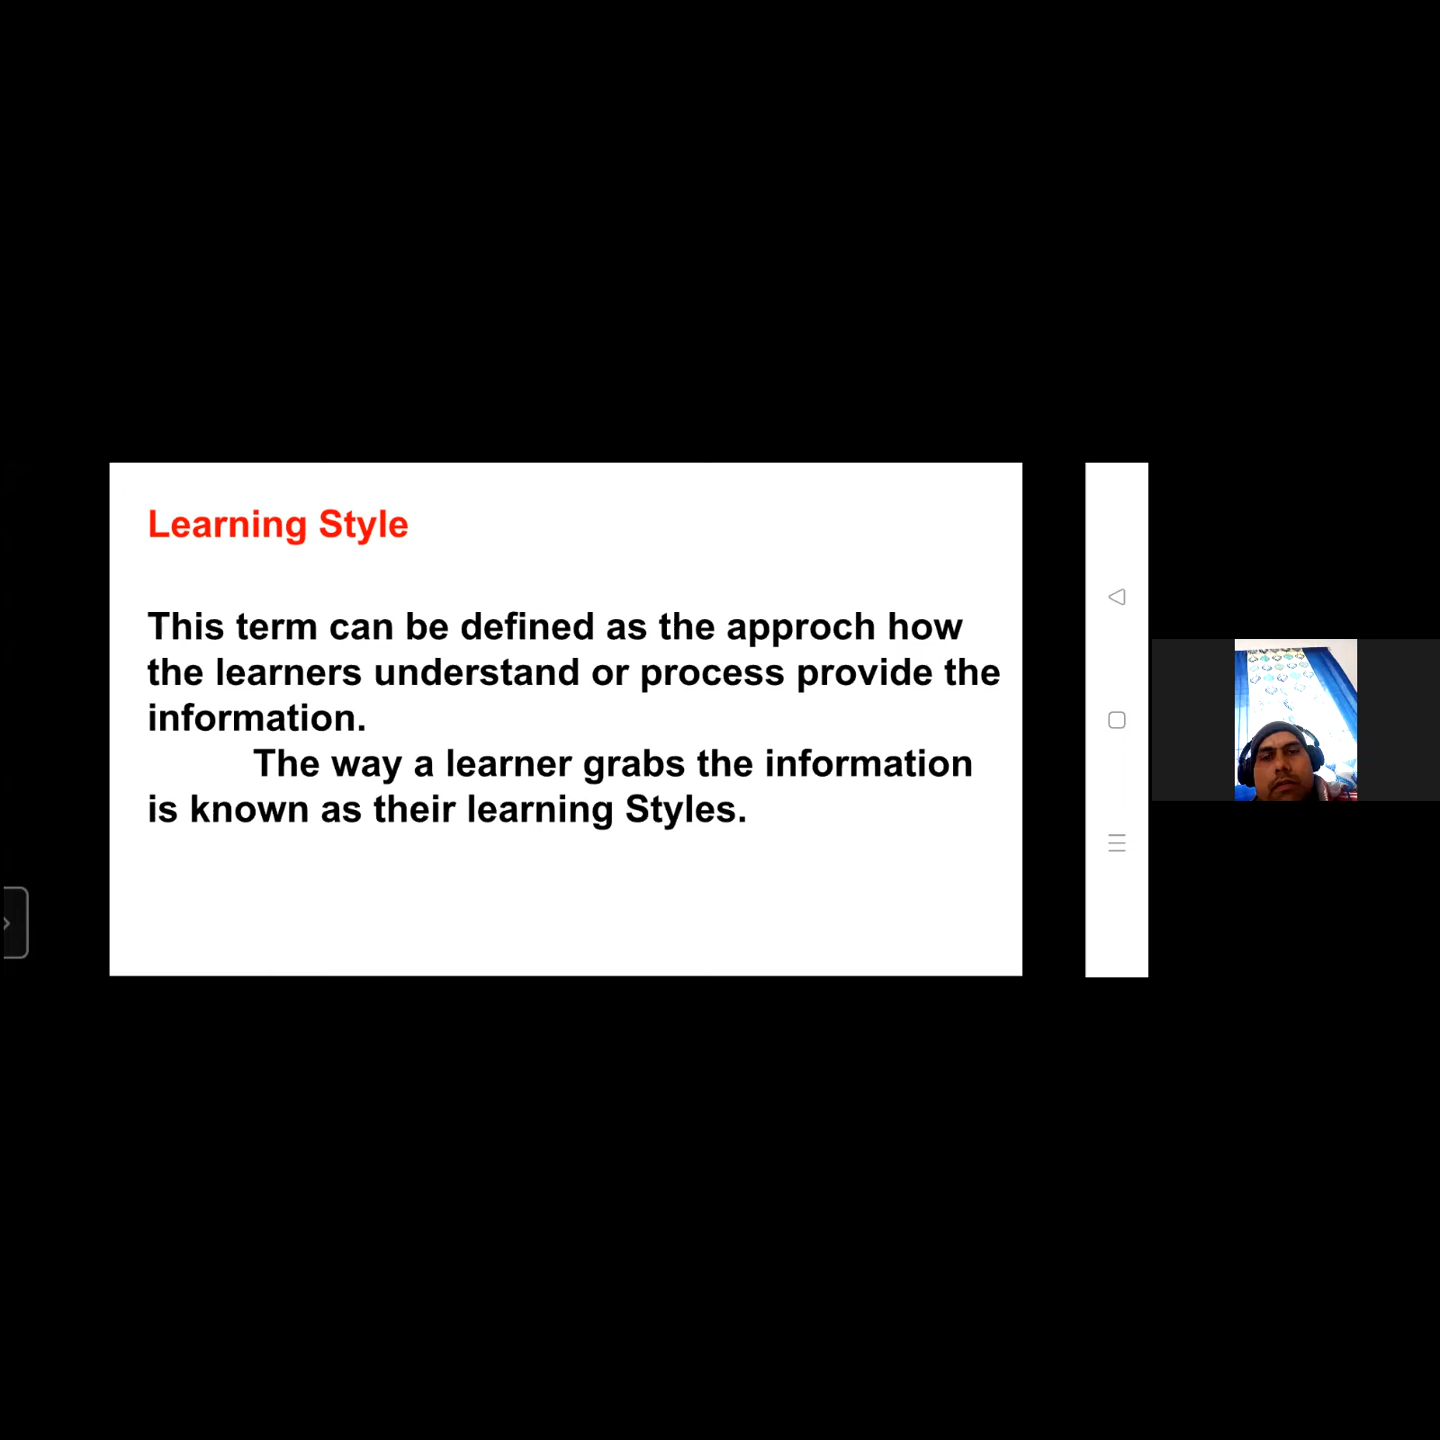 Learning Style
This term can be defined as the approch how
the learners understand or process provide the
information.
The way a learner grabs the information
is known as their learning Styles.